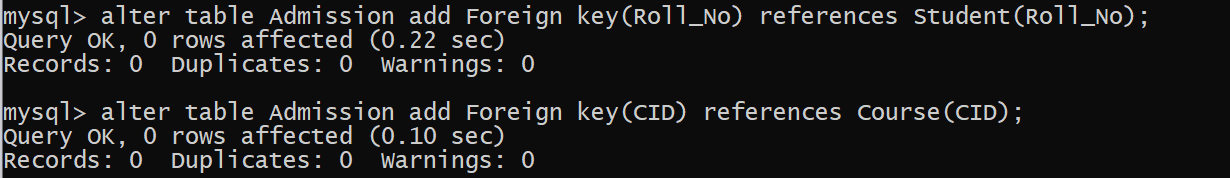 mysql> alter table Admission add Foreign key(Roll_No) references Student(Roll_No);
Query OK, 0 rows affected (0.22 sec)
Records: 0  Duplicates: 0  Warnings: 0

mysql> alter table Admission add Foreign key(CID) references Course(CID);
Query OK, 0 rows affected (0.10 sec)
Records: 0  Duplicates: 0  Warnings: 0